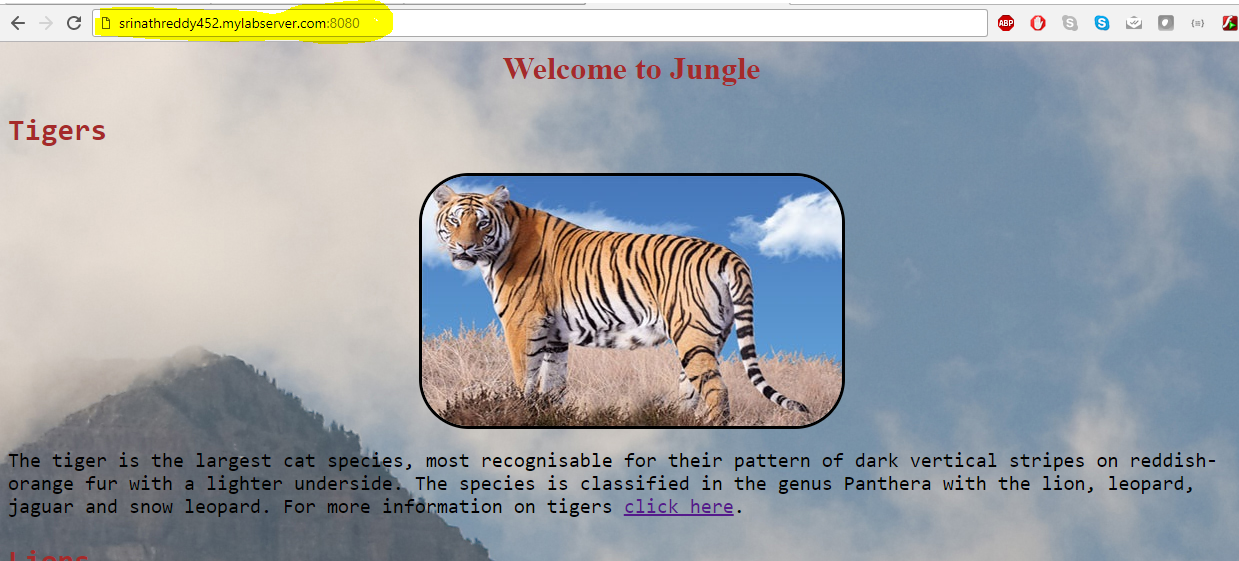 srinathreddy452.mylabserver.com:8080
ABP
Welcome to Jungle
Tigers
The tiger is the largest cat species, most recognisable for their pattern of dark vertical stripes on reddish-
orange fur with a lighter underside. The species is classified in the genus Panthera with the lion, leopard,
jaguar and snow leopard. For more information on tigers click here.
Lions